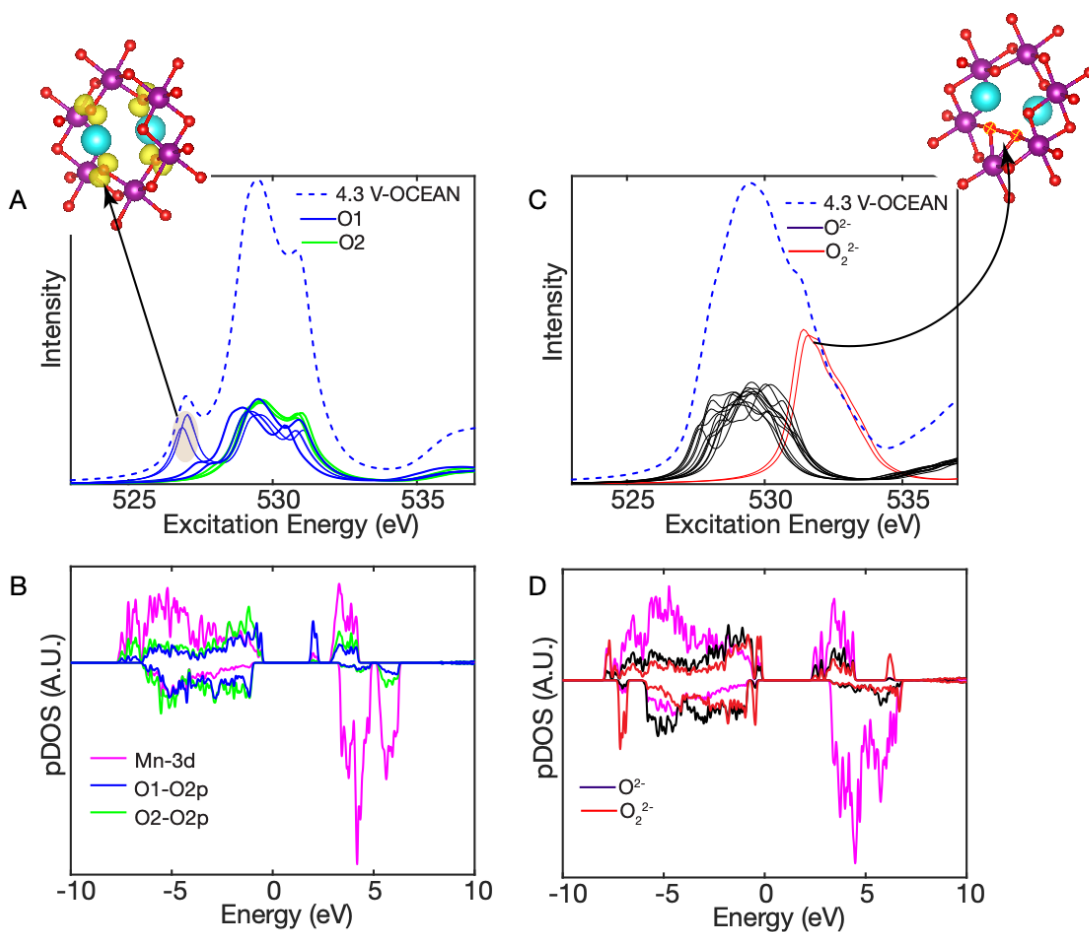 A
4.3 V-OCEAN
O1
O2
Intensity
525
530
535
Excitation Energy (eV)
C
4.3 V-OCEAN
O²⁻
O₂²⁻
Intensity
525
530
535
Excitation Energy (eV)
B
pDOS (A.U.)
Mn-3d
O1-O2p
O2-O2p
-10
-5
0
5
10
Energy (eV)
D
pDOS (A.U.)
O²⁻
O₂²⁻
-10
-5
0
5
10
Energy (eV)